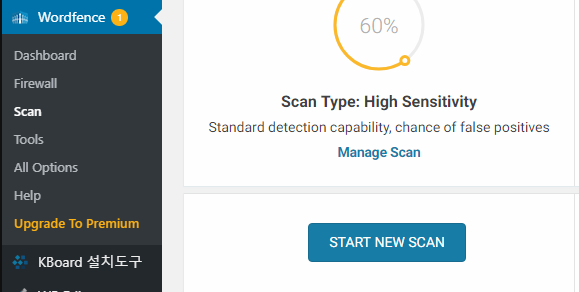 Wordfence 1
Dashboard
Firewall
Scan
Tools
All Options
Help
Upgrade To Premium
KBoard 설치도구
60%
Scan Type: High Sensitivity
Standard detection capability, chance of false positives
Manage Scan
START NEW SCAN